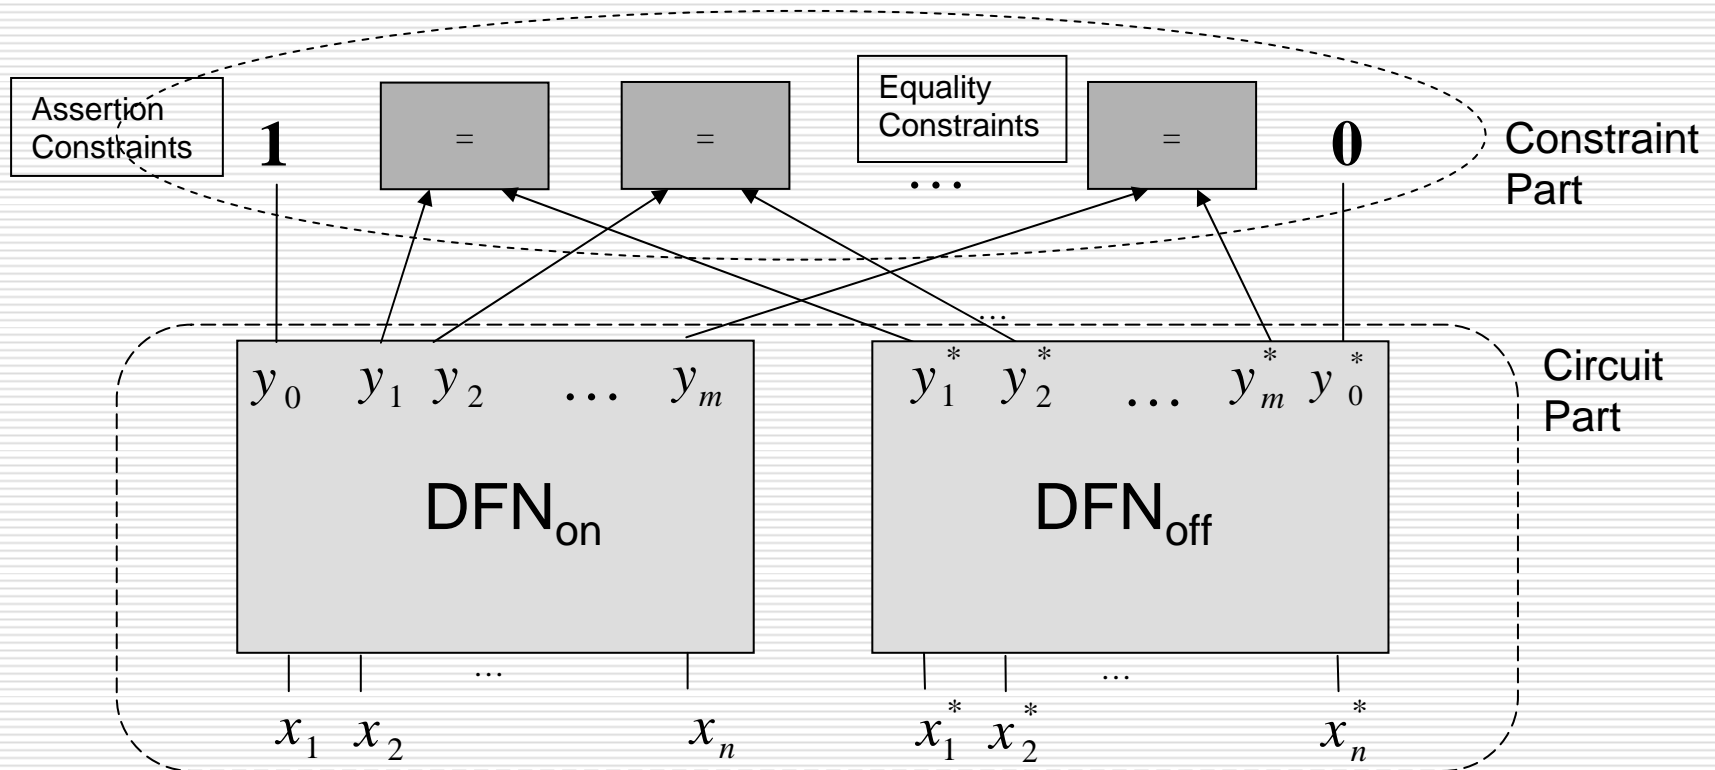 Assertion
Constraints
1
=
=
Equality
Constraints
…
=
0
Constraint
Part
…
y₀ y₁ y₂ … yₘ
y₁* y₂* … yₘ* y₀*
Circuit
Part
DFNₒₙ
DFN_off
… 
…
x₁ x₂ xₙ
x₁* x₂* xₙ*